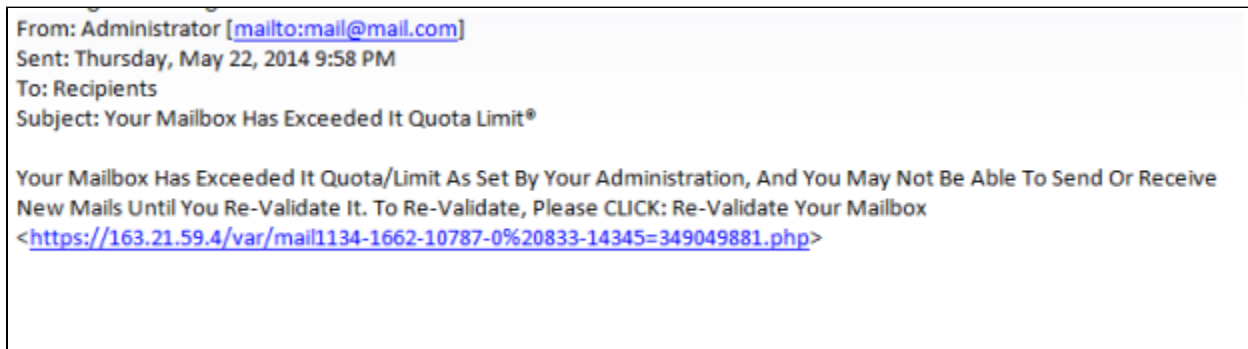 From: Administrator [mailto:mail@mail.com]
Sent: Thursday, May 22, 2014 9:58 PM
To: Recipients
Subject: Your Mailbox Has Exceeded It Quota Limit®
Your Mailbox Has Exceeded It Quota/Limit As Set By Your Administration, And You May Not Be Able To Send Or Receive
New Mails Until You Re-Validate It. To Re-Validate, Please CLICK: Re-Validate Your Mailbox
<https://163.21.59.4/var/mail1134-1662-10787-0%20833-14345=349049881.php>